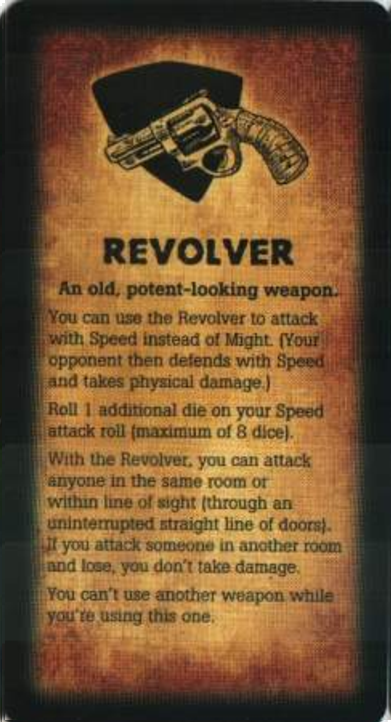 REVOLVER
An old, potent-looking weapon.
You can use the Revolver to attack
with Speed instead of Might. (Your
opponent then defends with Speed
and takes physical damage.)
Roll 1 additional die on your Speed
attack roll (maximum of 8 dice).
With the Revolver, you can attack
anyone in the same room or
within line of sight (through an
uninterrupted straight line of doors).
If you attack someone in another room
and lose, you don't take damage.
You can't use another weapon while
you're using this one.